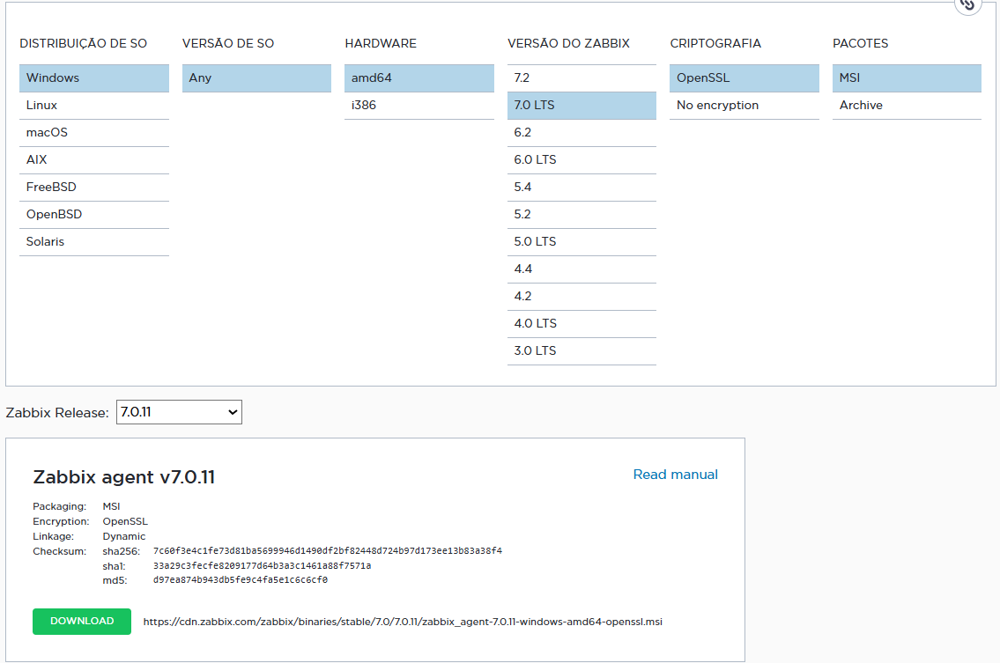 DISTRIBUIÇÃO DE SO VERSÃO DE SO HARDWARE VERSÃO DO ZABBIX CRIPTOGRAFIA PACOTES
Windows Any amd64 7.2 OpenSSL MSI
Linux i386 7.0 LTS No encryption Archive
macOS 6.2
AIX 6.0 LTS
FreeBSD 5.4
OpenBSD 5.2
Solaris 5.0 LTS
4.4
4.2
4.0 LTS
3.0 LTS
Zabbix Release: 7.0.11
Zabbix agent v7.0.11 Read manual
Packaging: MSI
Encryption: OpenSSL
Linkage: Dynamic
Checksum: sha256: 7c60f3e4c1fe73d81ba5699946d1490df2bf82448d724b97d173ee13b83a38f4
sha1: 33a29c3fecfe8209177d64b3a3c1461a88f7571a
md5: d97ea874b943db5fe9c4fa5e1c6c6cf0
DOWNLOAD https://cdn.zabbix.com/zabbix/binaries/stable/7.0/7.0.11/zabbix_agent-7.0.11-windows-amd64-openssl.msi